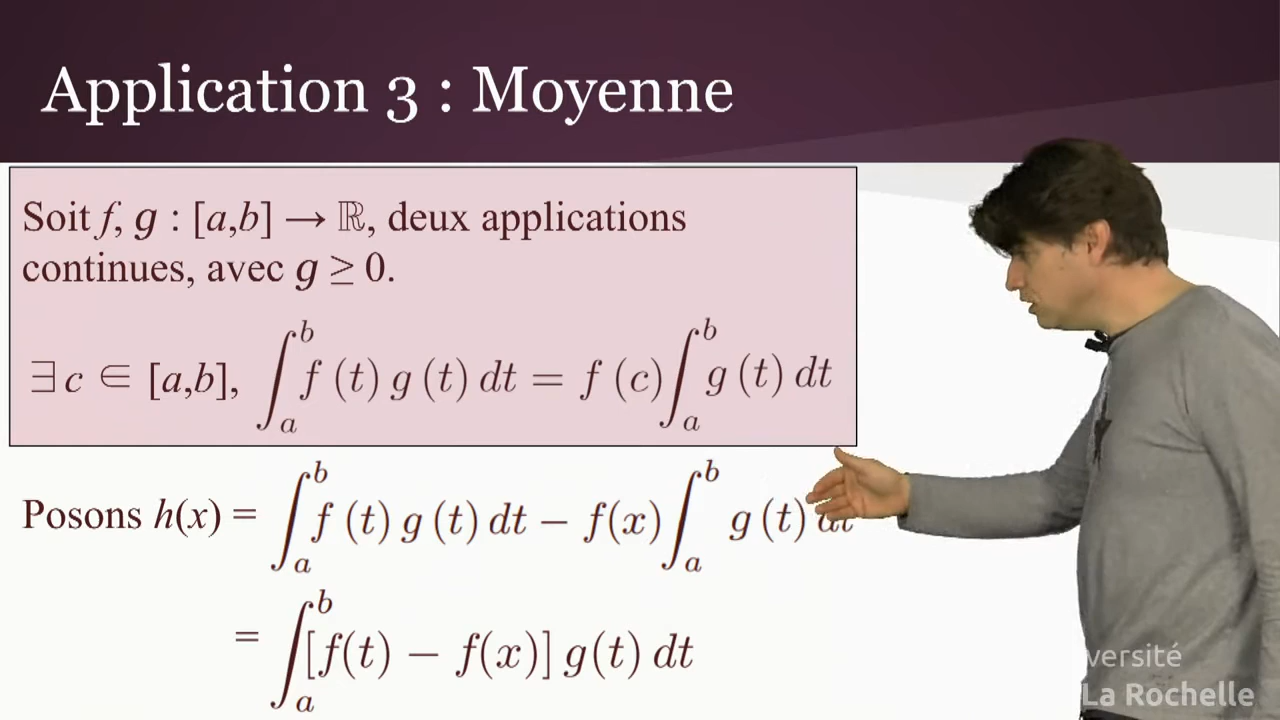 Application 3 : Moyenne
Soit f, g : [a,b] → ℝ, deux applications
continues, avec g ≥ 0.
∃ c ∈ [a,b], ∫_a^b f (t) g (t) dt = f (c) ∫_a^b g (t) dt
Posons h(x) = ∫_a^b f (t) g (t) dt − f(x) ∫_a^b g (t) dt
= ∫_a^b [f(t) − f(x)] g(t) dt
versité
La Rochelle